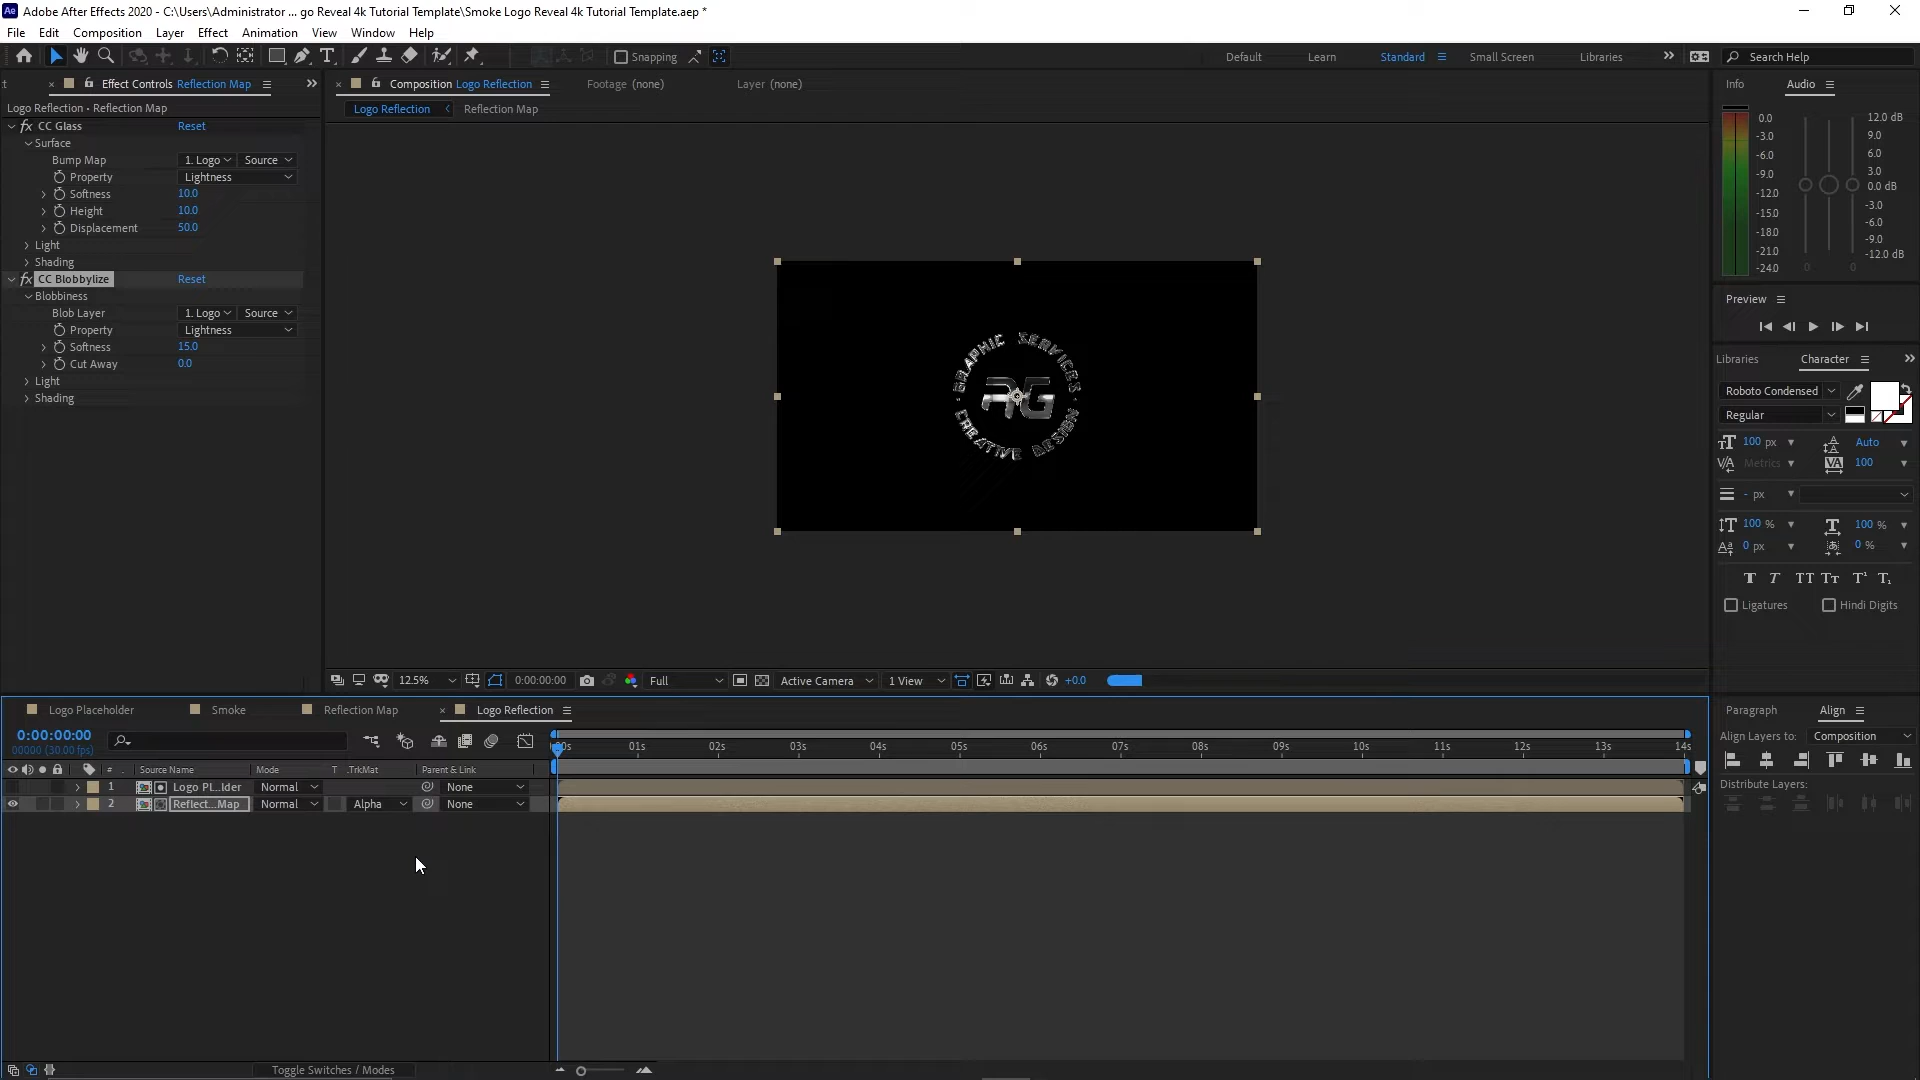 Adobe After Effects 2020 - C:\Users\Administrator ... go Reveal 4k Tutorial Template\Smoke Logo Reveal 4k Tutorial Template.aep *
File Edit Composition Layer Effect Animation View Window Help
Snapping Default Learn Standard Small Screen Libraries Search Help
Effect Controls Reflection Map
Composition Logo Reflection Footage (none) Layer (none)
Info Audio
Logo Reflection • Reflection Map
Logo Reflection Reflection Map
CC Glass Reset
Surface
Bump Map 1. Logo Source
Property Lightness
Softness 10.0
Height 10.0
Displacement 50.0
Light
Shading
CC Blobbylize Reset
Blobbiness
Blob Layer 1. Logo Source
Property Lightness
Softness 15.0
Cut Away 0.0
Light
Shading
GRAPHIC SERVICES
RG
CREATIVE DESIGN
0.0 12.0 dB
-3.0 9.0
-6.0 6.0
-9.0 3.0
-12.0 0.0 dB
-15.0 -3.0
-18.0 -6.0
-21.0 -9.0
-24.0 0 0 -12.0 dB
Preview
Libraries Character
Roboto Condensed
Regular
100 px Auto
Metrics 100
- px
100 % 100 %
0 px 0 %
Ligatures Hindi Digits
12.5% 0:00:00:00 Full Active Camera 1 View +0.0
Logo Placeholder Smoke Reflection Map Logo Reflection
Paragraph Align
0:00:00:00
00000 (30.00 fps)
Align Layers to: Composition
:00s 01s 02s 03s 04s 05s 06s 07s 08s 09s 10s 11s 12s 13s 14s
# Source Name Mode T .TrkMat Parent & Link
1 Logo Pl...lder Normal None
2 Reflect...Map Normal Alpha None
Distribute Layers:
Toggle Switches / Modes